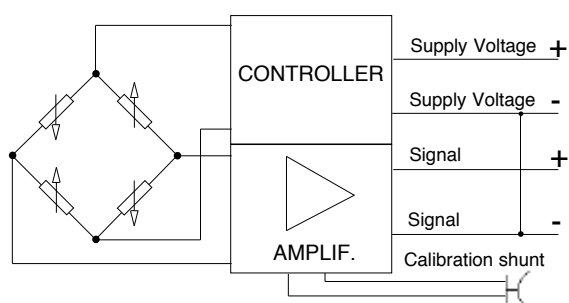 Supply Voltage +
CONTROLLER
Supply Voltage -
Signal +
Signal -
AMPLIF.
Calibration shunt